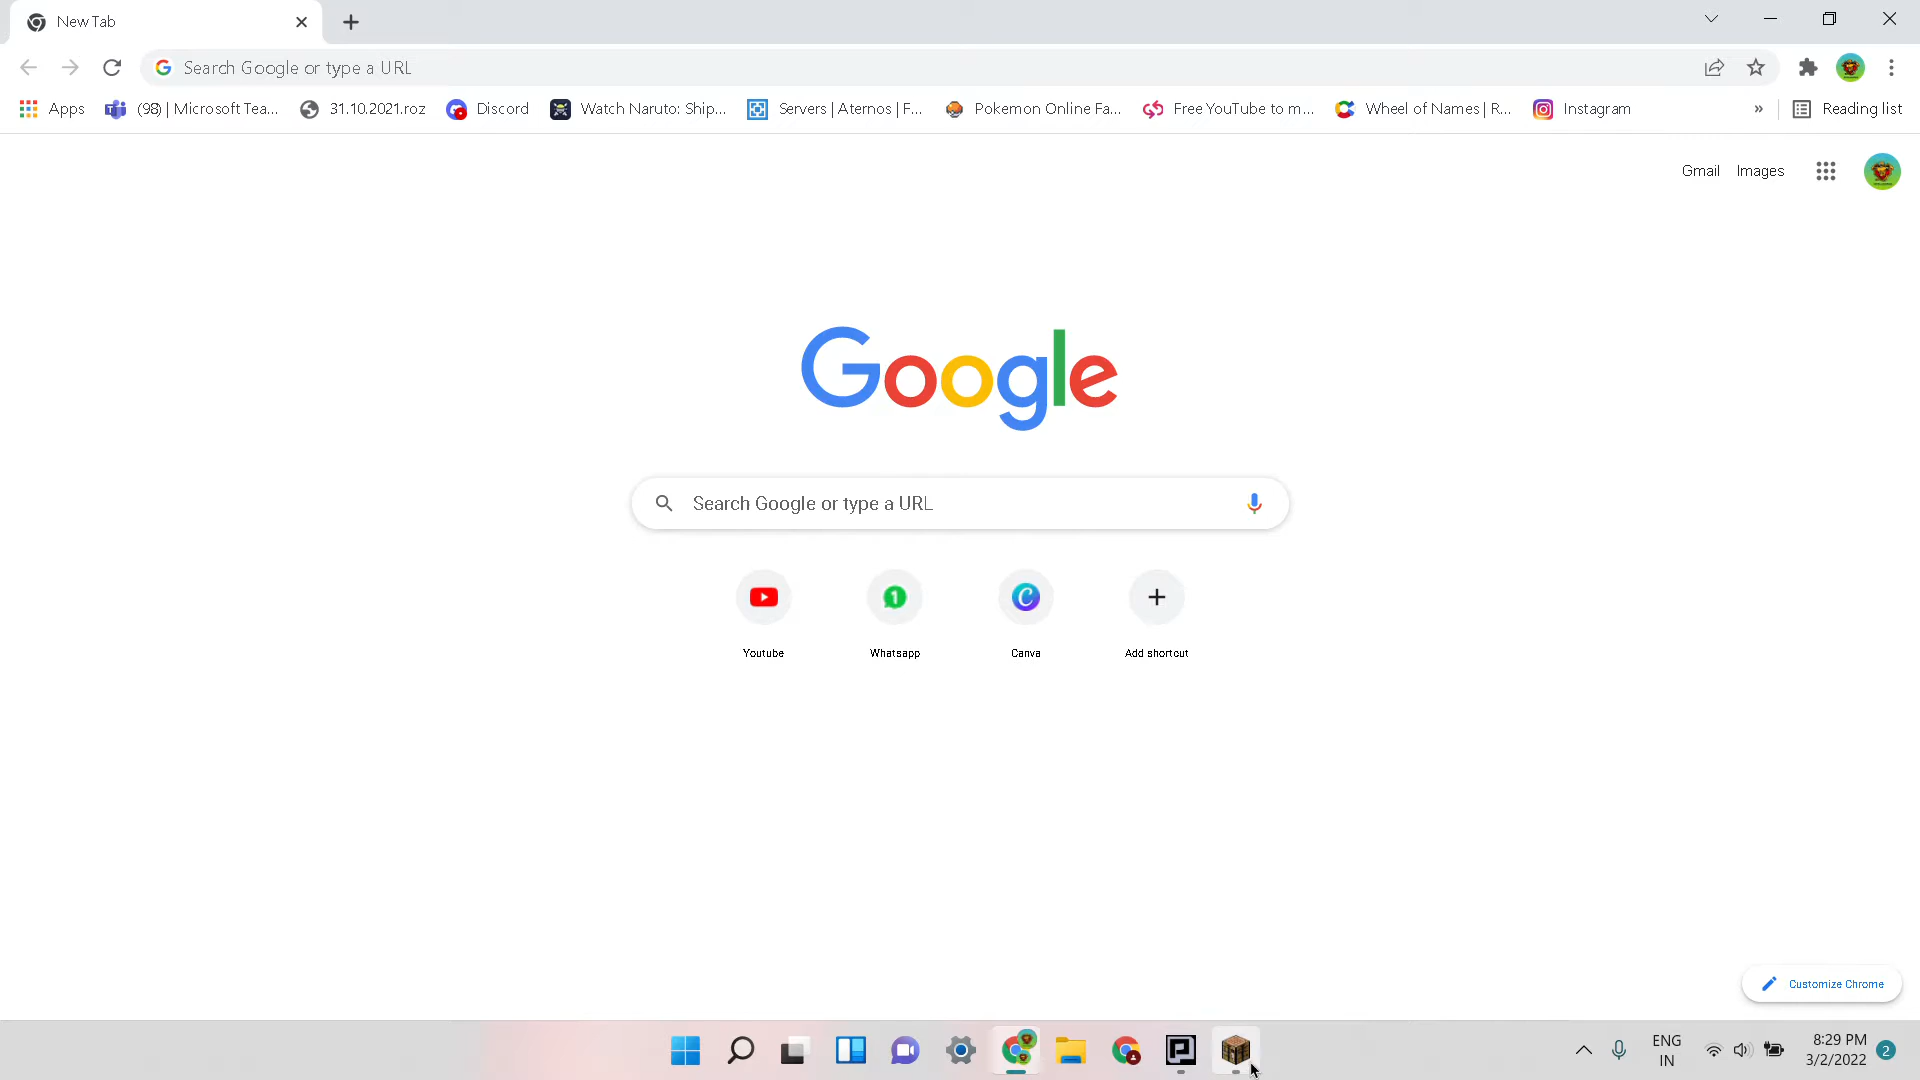 New Tab
Search Google or type a URL
Apps (98) | Microsoft Tea... 31.10.2021.roz Discord Watch Naruto: Ship... Servers | Aternos | F... Pokemon Online Fa... Free YouTube to m... Wheel of Names | R... Instagram » Reading list
Gmail Images
Google
Search Google or type a URL
Youtube Whatsapp Canva Add shortcut
Customize Chrome
ENG 8:29 PM
IN 3/2/2022 2